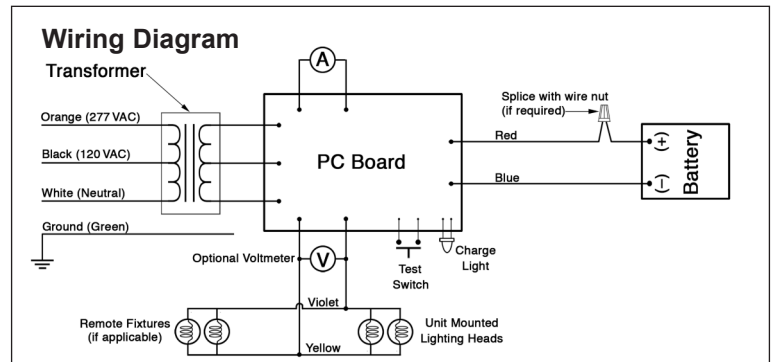 Wiring Diagram
Transformer
A
Orange (277 VAC)
Black (120 VAC)
White (Neutral)
Ground (Green)
PC Board
Splice with wire nut
(if required)
Red
Blue
(+)
(−)
Battery
Optional Voltmeter
V
Test
Switch
Charge
Light
Violet
Remote Fixtures
(if applicable)
Unit Mounted
Lighting Heads
Yellow